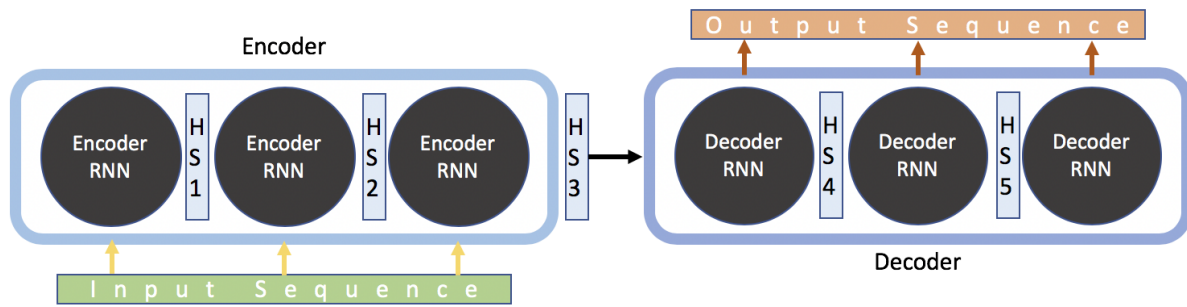 Encoder
Encoder
RNN
HS1
Encoder
RNN
HS2
Encoder
RNN
HS3
Input Sequence
Output Sequence
Decoder
RNN
HS4
Decoder
RNN
HS5
Decoder
RNN
Decoder